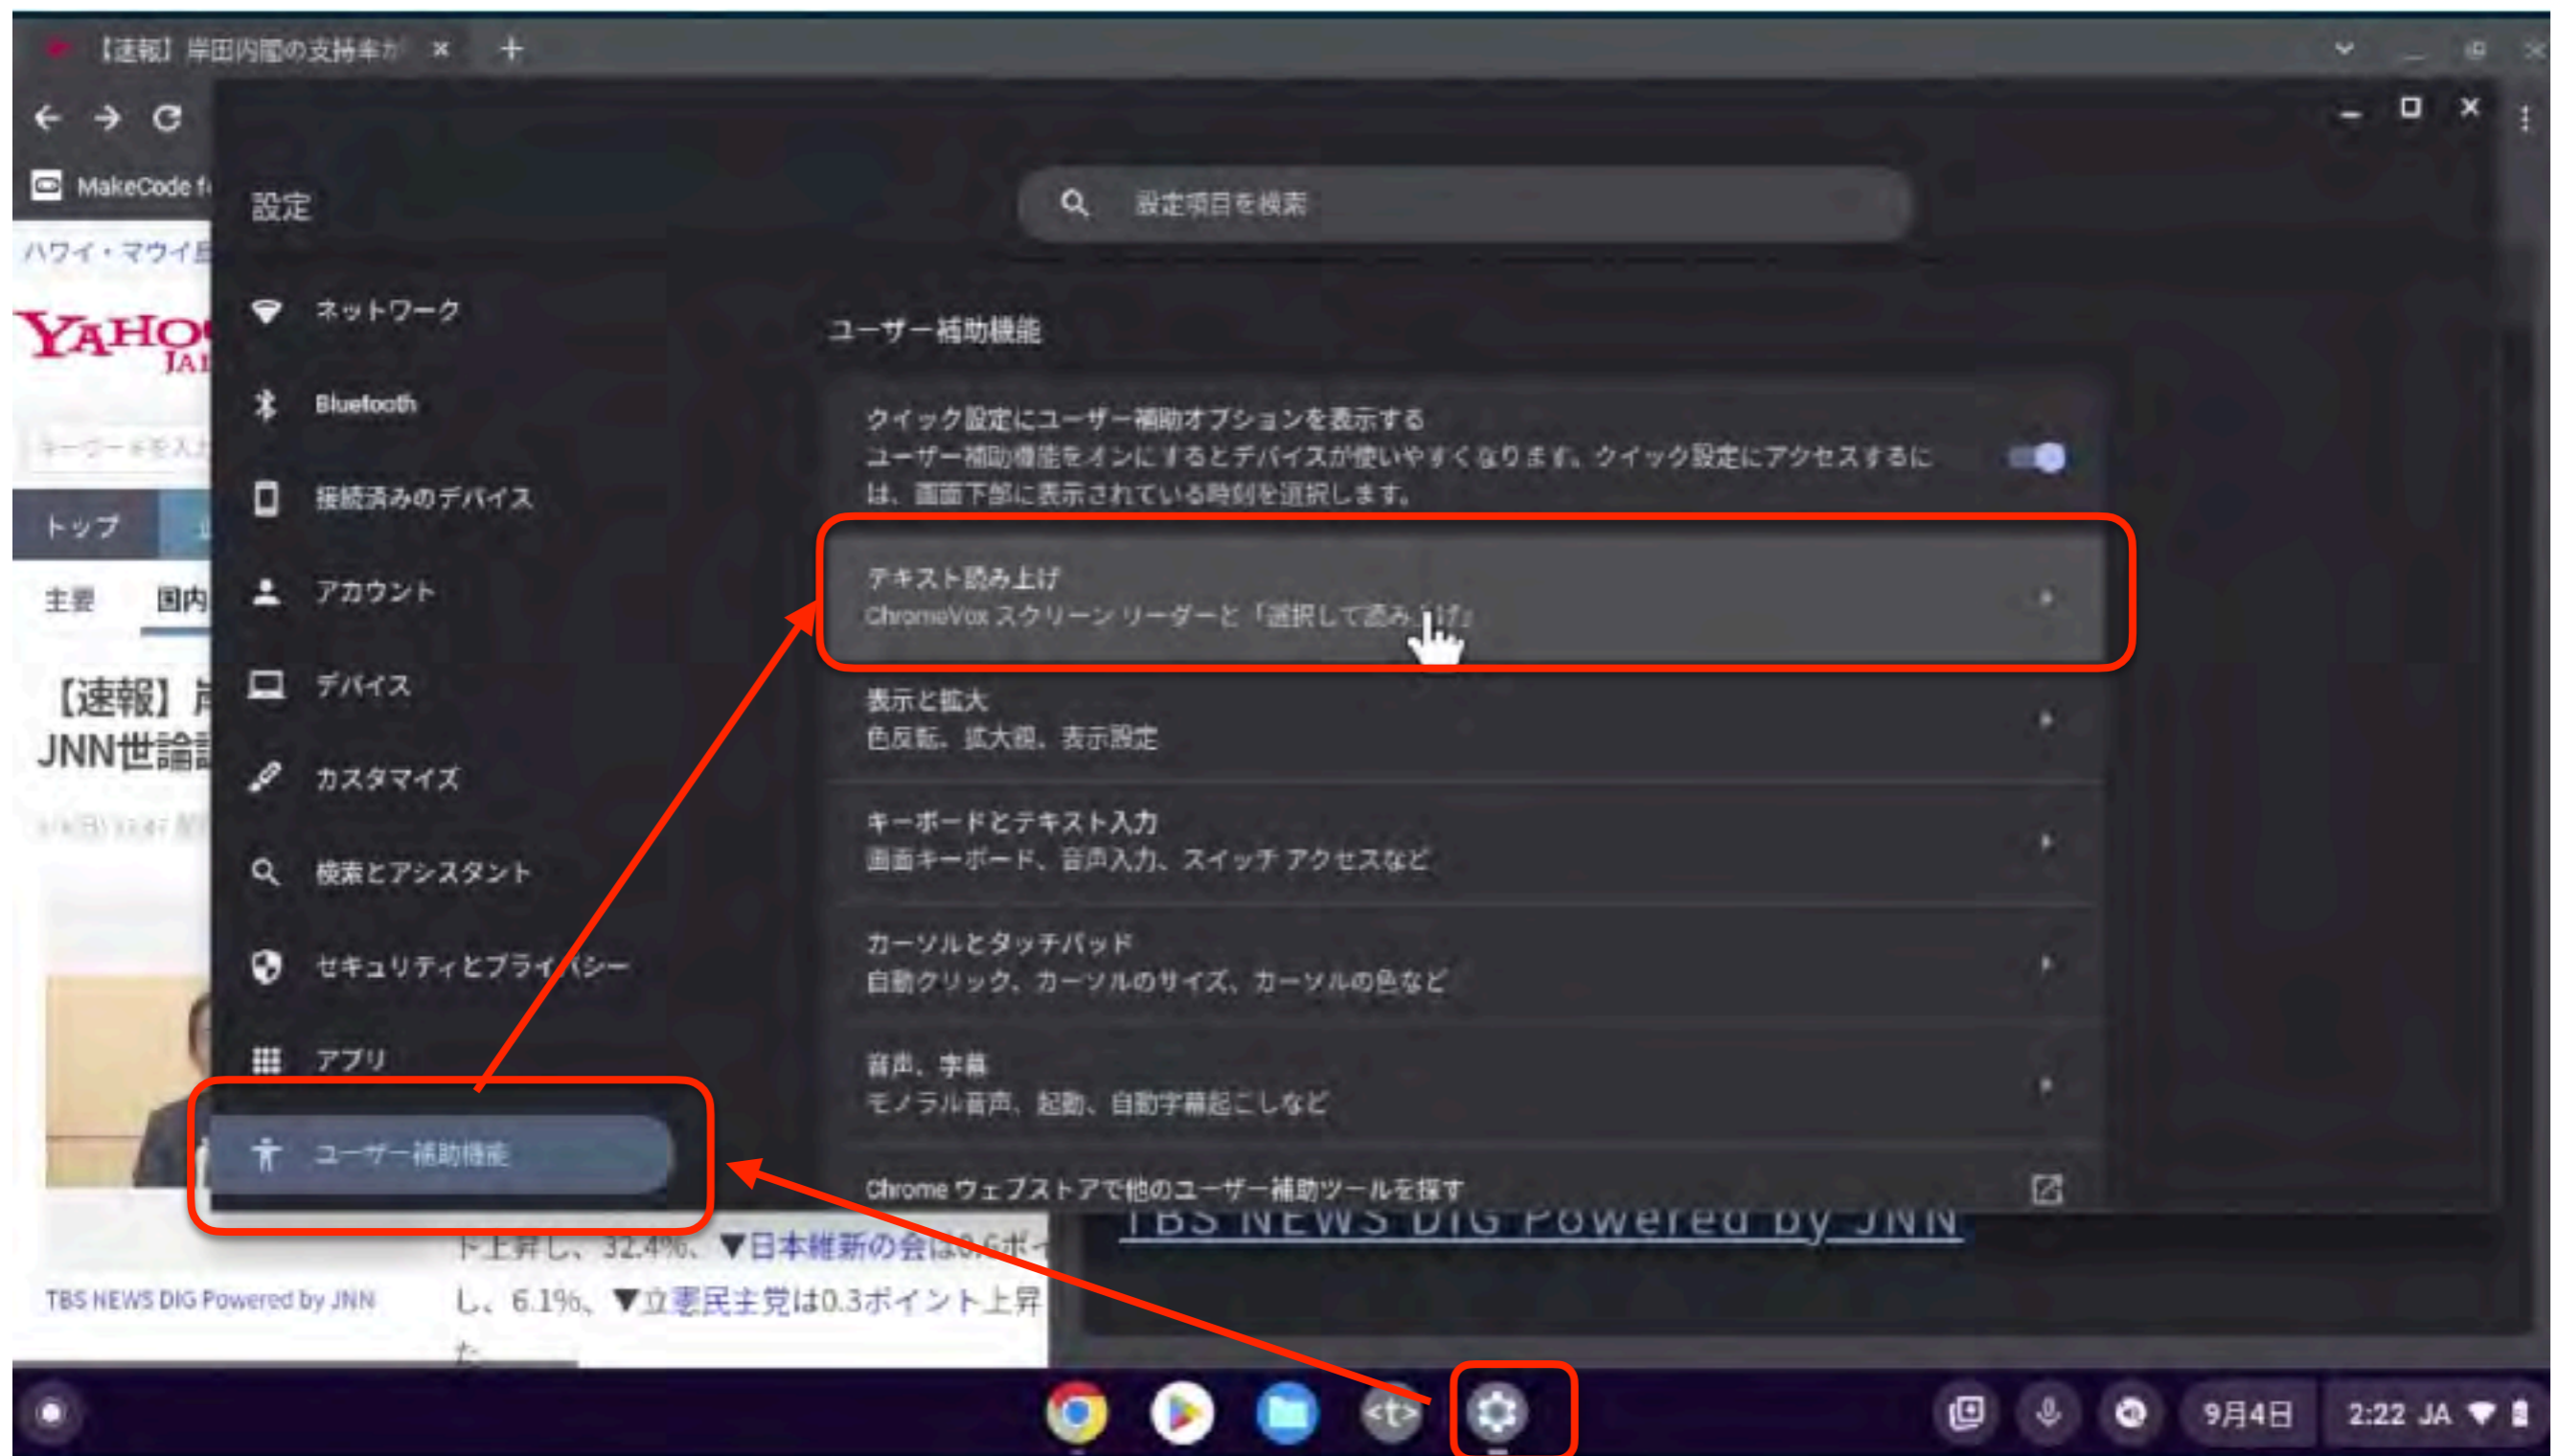 【速報】岸田内閣の支持率が
MakeCode f
設定
設定項目を検索
ハワイ・マウイ
YAHO
JA
ネットワーク
Bluetooth
接続済みのデバイス
アカウント
デバイス
カスタマイズ
検索とアシスタント
セキュリティとプライバシー
アプリ
ユーザー補助機能
ユーザー補助機能
クイック設定にユーザー補助オプションを表示する
ユーザー補助機能をオンにするとデバイスが使いやすくなります。クイック設定にアクセスするに
は、画面下部に表示されている時刻を選択します。
テキスト読み上げ
ChromeVox スクリーン リーダーと「選択して読み上げ」
表示と拡大
色反転、拡大鏡、表示設定
キーボードとテキスト入力
画面キーボード、音声入力、スイッチ アクセスなど
カーソルとタッチパッド
自動クリック、カーソルのサイズ、カーソルの色など
音声、字幕
モノラル音声、起動、自動字幕起こしなど
Chrome ウェブストアで他のユーザー補助ツールを探す
キーワードを入力
トップ
主要 国内
【速報】岸
JNN世論調
TBS NEWS DIG Powered by JNN
ト上昇し、32.4%、▼日本維新の会は0.6ポイ
し、6.1%、▼立憲民主党は0.3ポイント上昇
た
TBS NEWS DIG Powered by JNN
<t>
9月4日
2:22 JA